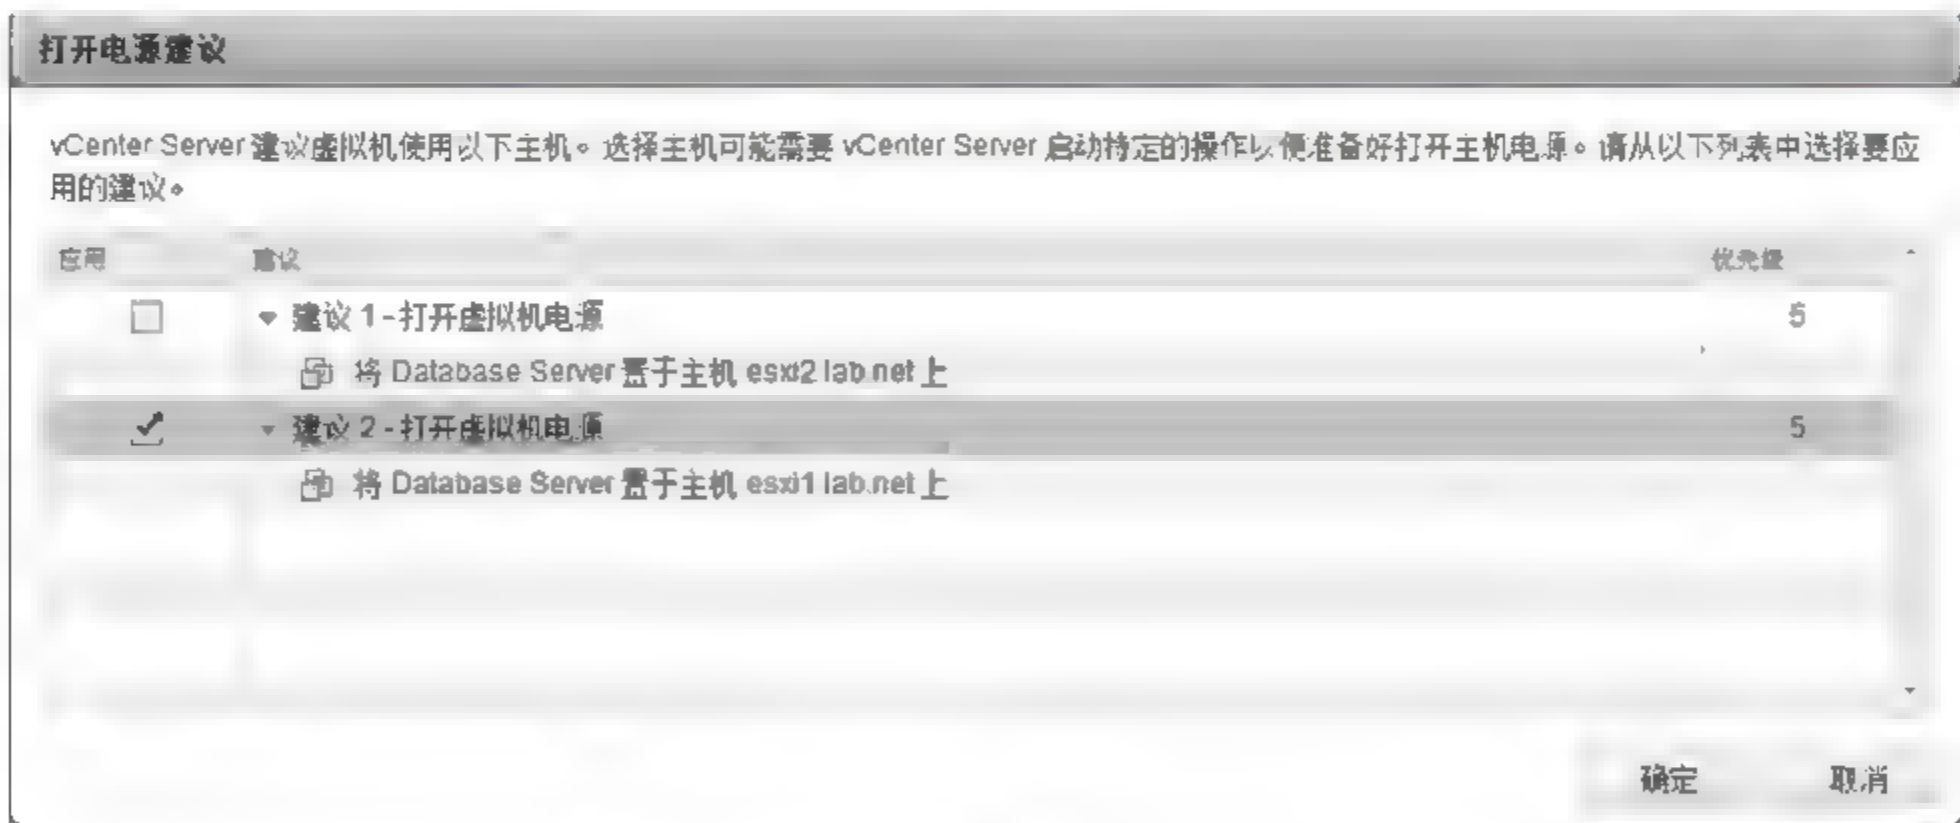 打开电源建议
vCenter Server 建议虚拟机使用以下主机。选择主机可能需要 vCenter Server 启动特定的操作以便准备好打开主机电源。请从以下列表中选择要应
用的建议。
应用 建议 优先级
建议 1 - 打开虚拟机电源 5
将 Database Server 置于主机 esxi2 lab.net 上
建议 2 - 打开虚拟机电源 5
将 Database Server 置于主机 esxi1 lab.net 上
确定 取消